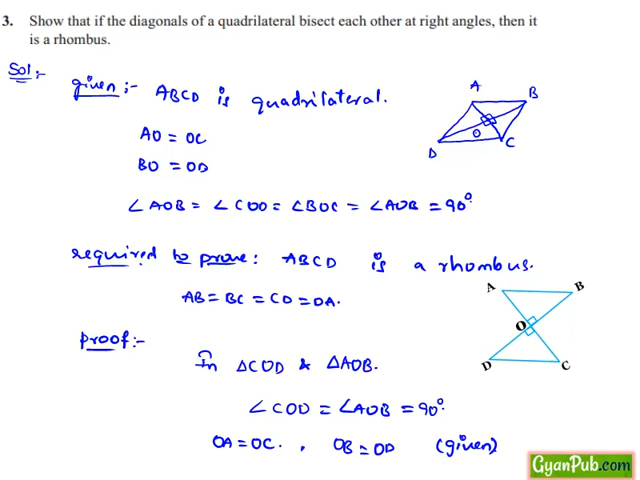 3. Show that if the diagonals of a quadrilateral bisect each other at right angles, then it
is a rhombus.
Sol:-
given:- ABCD is quadrilateral.
A B
AO = OC
O
BO = OD
D C
∠AOB = ∠COD = ∠BOC = ∠AOB = 90°
required to prove: ABCD is a rhombus.
AB = BC = CD = DA.
A B
Proof:-
O
In ΔCOD & ΔAOB.
D C
∠COD = ∠AOB = 90°
OA = OC. , OB = OD (given)
GyanPub.com